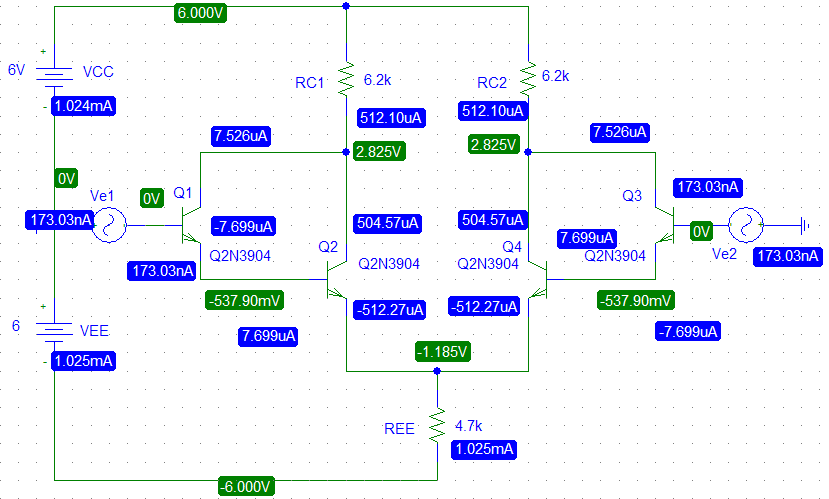 6.000V
+
6V
VCC
-
1.024mA
RC1
6.2k
RC2
6.2k
512.10uA
512.10uA
7.526uA
7.526uA
2.825V
2.825V
0V
Ve1
0V
Q1
Q3
173.03nA
173.03nA
-7.699uA
504.57uA
504.57uA
7.699uA
0V
Ve2
Q2N3904
Q2
Q2N3904
Q4
Q2N3904
Q2N3904
173.03nA
173.03nA
-537.90mV
-537.90mV
+
6
VEE
-
1.025mA
-512.27uA
-512.27uA
7.699uA
-7.699uA
-1.185V
REE
4.7k
1.025mA
-6.000V